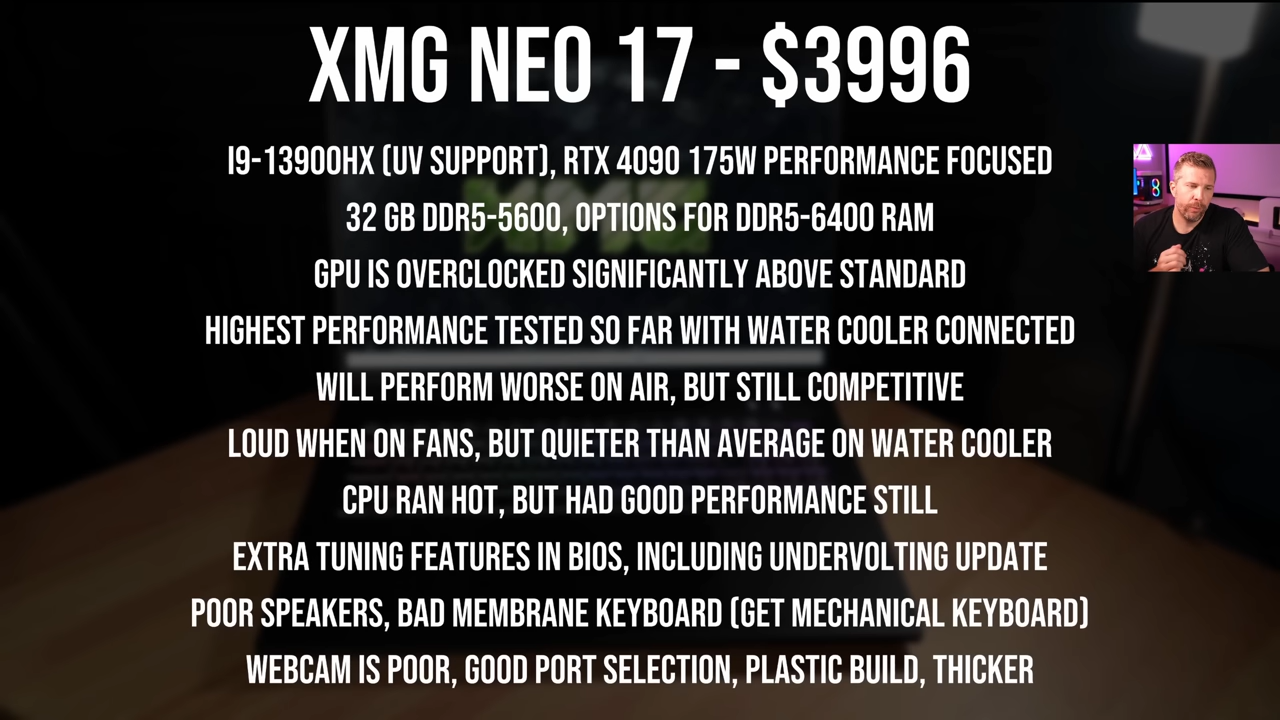 XMG NEO 17 - $3996
I9-13900HX (UV SUPPORT), RTX 4090 175W PERFORMANCE FOCUSED
32 GB DDR5-5600, OPTIONS FOR DDR5-6400 RAM
GPU IS OVERCLOCKED SIGNIFICANTLY ABOVE STANDARD
HIGHEST PERFORMANCE TESTED SO FAR WITH WATER COOLER CONNECTED
WILL PERFORM WORSE ON AIR, BUT STILL COMPETITIVE
LOUD WHEN ON FANS, BUT QUIETER THAN AVERAGE ON WATER COOLER
CPU RAN HOT, BUT HAD GOOD PERFORMANCE STILL
EXTRA TUNING FEATURES IN BIOS, INCLUDING UNDERVOLTING UPDATE
POOR SPEAKERS, BAD MEMBRANE KEYBOARD (GET MECHANICAL KEYBOARD)
WEBCAM IS POOR, GOOD PORT SELECTION, PLASTIC BUILD, THICKER